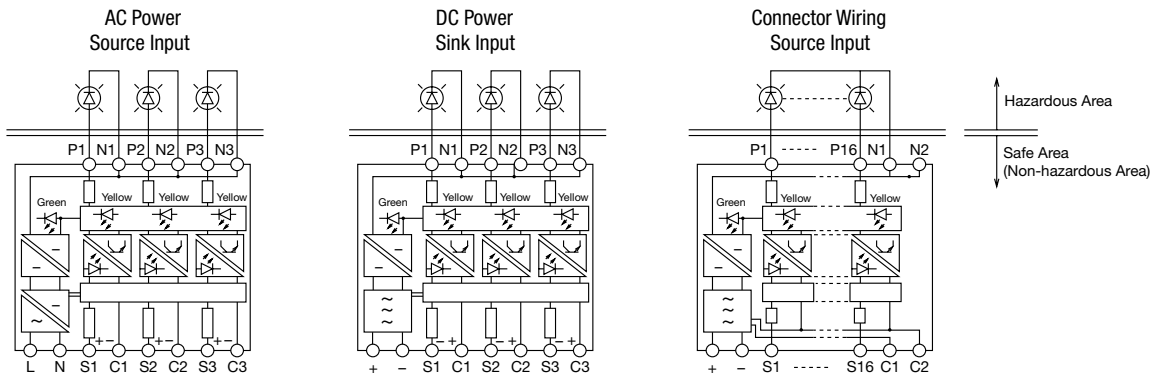 AC Power
Source Input
P1 N1 P2 N2 P3 N3
Green
Yellow Yellow Yellow
– –
– ~
+ – + – + –
L N S1 C1 S2 C2 S3 C3
DC Power
Sink Input
P1 N1 P2 N2 P3 N3
Green
Yellow Yellow Yellow
– –
~ ~ ~
– + – + – +
+ – S1 C1 S2 C2 S3 C3
Connector Wiring
Source Input
P1 ----- P16 N1 N2
Green
Yellow Yellow
– –
~ ~ ~
+ – S1 ----- S16 C1 C2
Hazardous Area
Safe Area
(Non-hazardous Area)